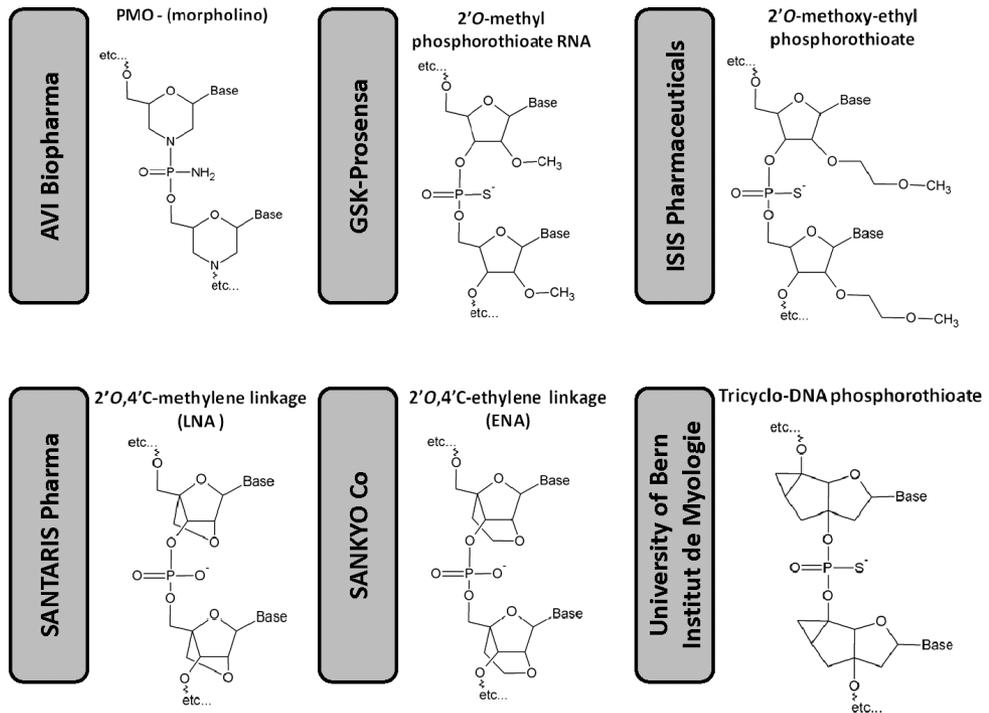 AVI Biopharma
PMO - (morpholino)
etc...
O
O
Base
N
O=P-NH2
O
O
Base
N
etc...
GSK-Prosensa
2'O-methyl
phosphorothioate RNA
etc...
O
O
Base
O
O-CH3
O=P-S-
O
O
Base
O
O-CH3
etc...
ISIS Pharmaceuticals
2'O-methoxy-ethyl
phosphorothioate
etc...
O
O
Base
O
O
O-CH3
O=P-S-
O
O
Base
O
O
O-CH3
etc...
SANTARIS Pharma
2'O,4'C-methylene linkage
(LNA )
etc...
O
O
Base
O
O
O=P-O-
O
O
Base
O
O
etc...
SANKYO Co
2'O,4'C-ethylene linkage
(ENA)
etc...
O
O
Base
O
O
O=P-O-
O
O
Base
O
O
etc...
University of Bern
Institut de Myologie
Tricyclo-DNA phosphorothioate
etc...
O
O
Base
O
O=P-S-
O
O
Base
O
etc...